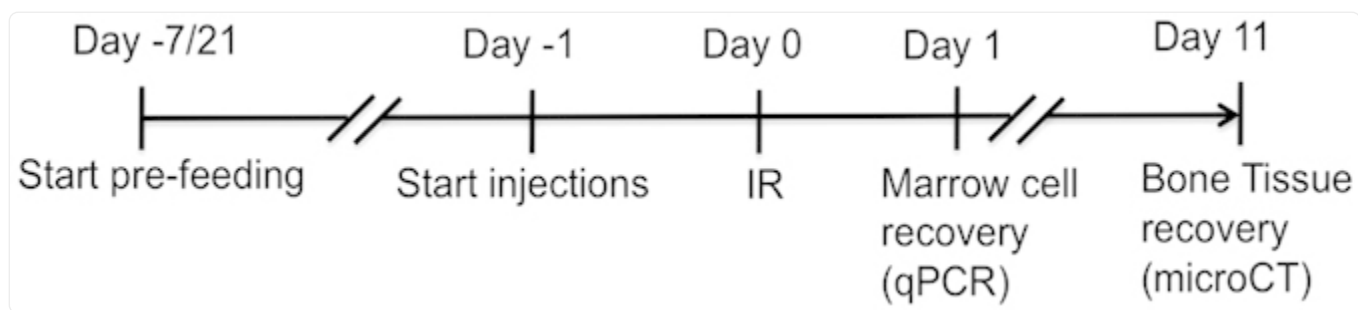 Day -7/21
Day -1
Day 0
Day 1
Day 11
Start pre-feeding
Start injections
IR
Marrow cell
recovery
(qPCR)
Bone Tissue
recovery
(microCT)